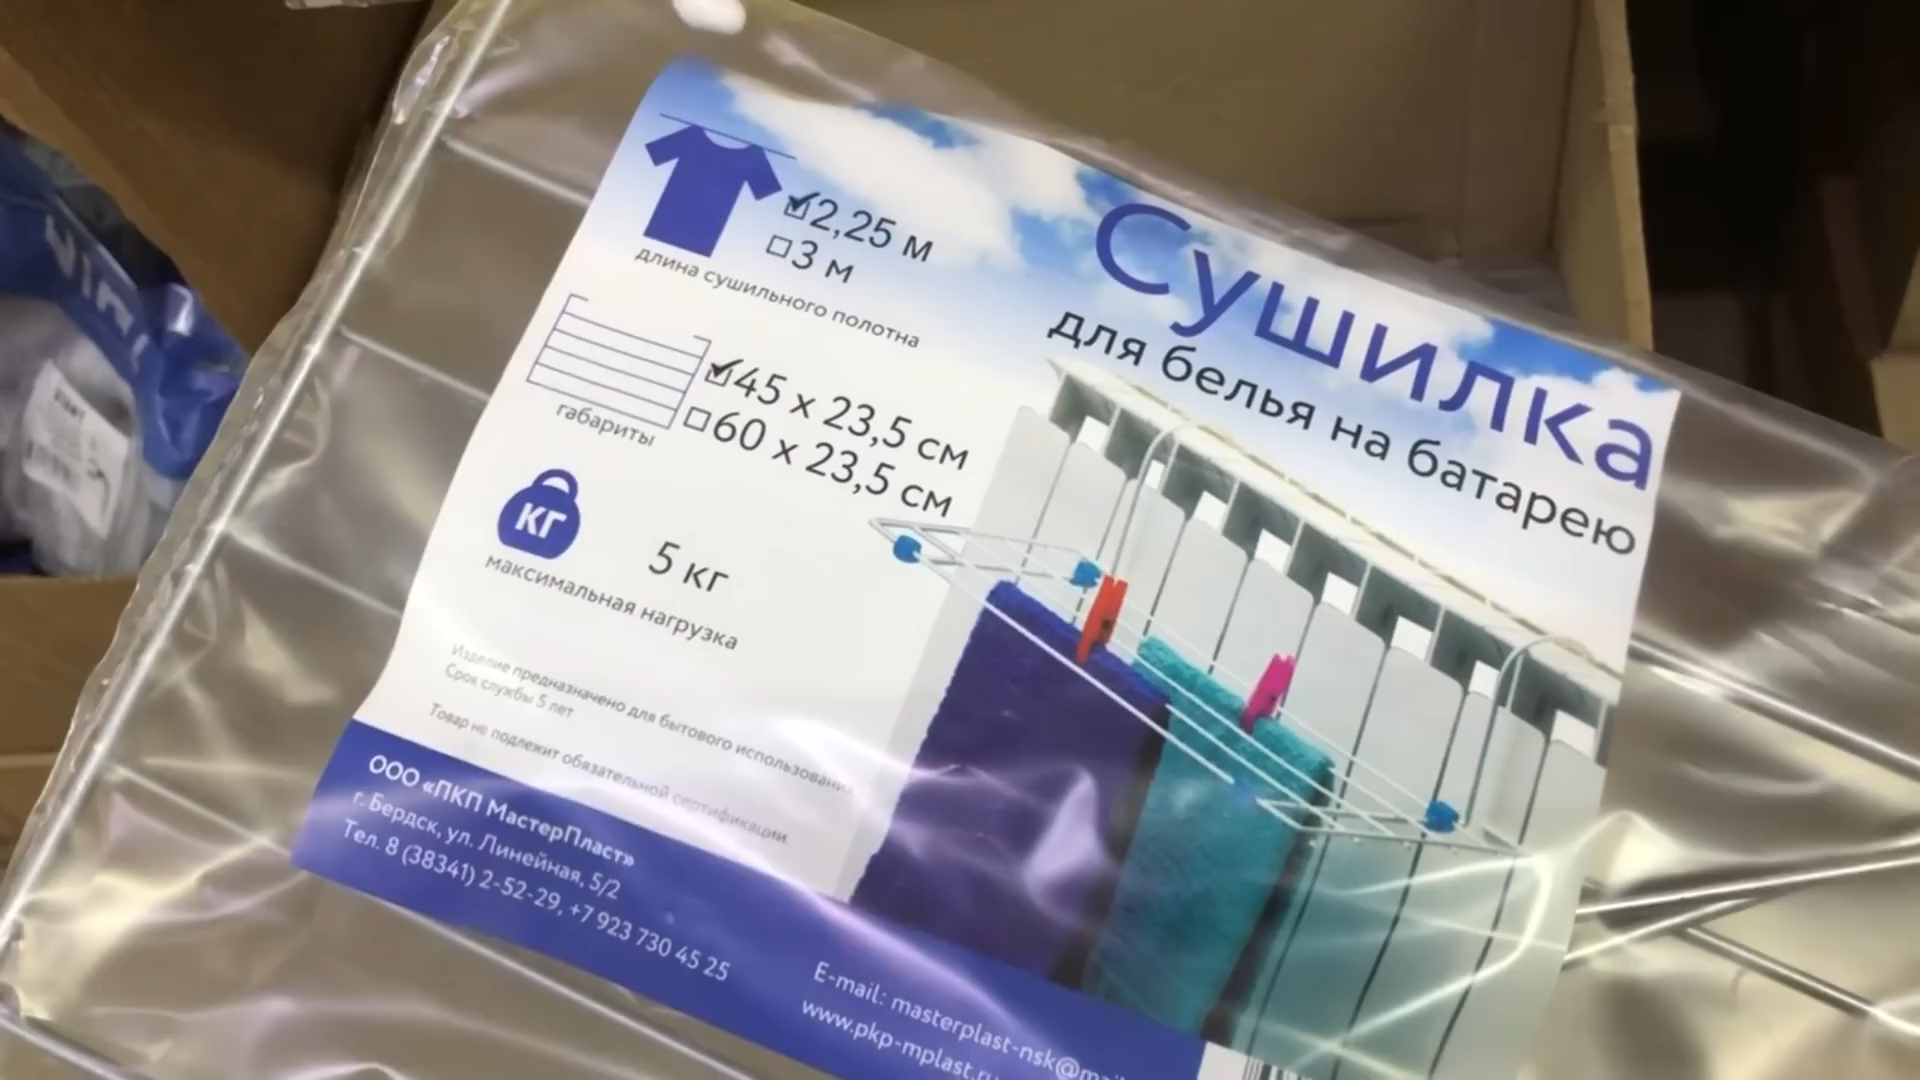 Сушилка
для белья на батарею
2,25 м
3 м
длина сушильного полотна
45 х 23,5 см
60 х 23,5 см
габариты
кг
5 кг
максимальная нагрузка
Изделие предназначено для бытового использования
Срок службы 5 лет
Товар не подлежит обязательной сертификации.
ООО «ПКП МастерПласт»
г. Бердск, ул. Линейная, 5/2
Тел. 8 (38341) 2-52-29, +7 923 730 45 25
E-mail: masterplast-nsk@mail
www.pkp-mplast.ru